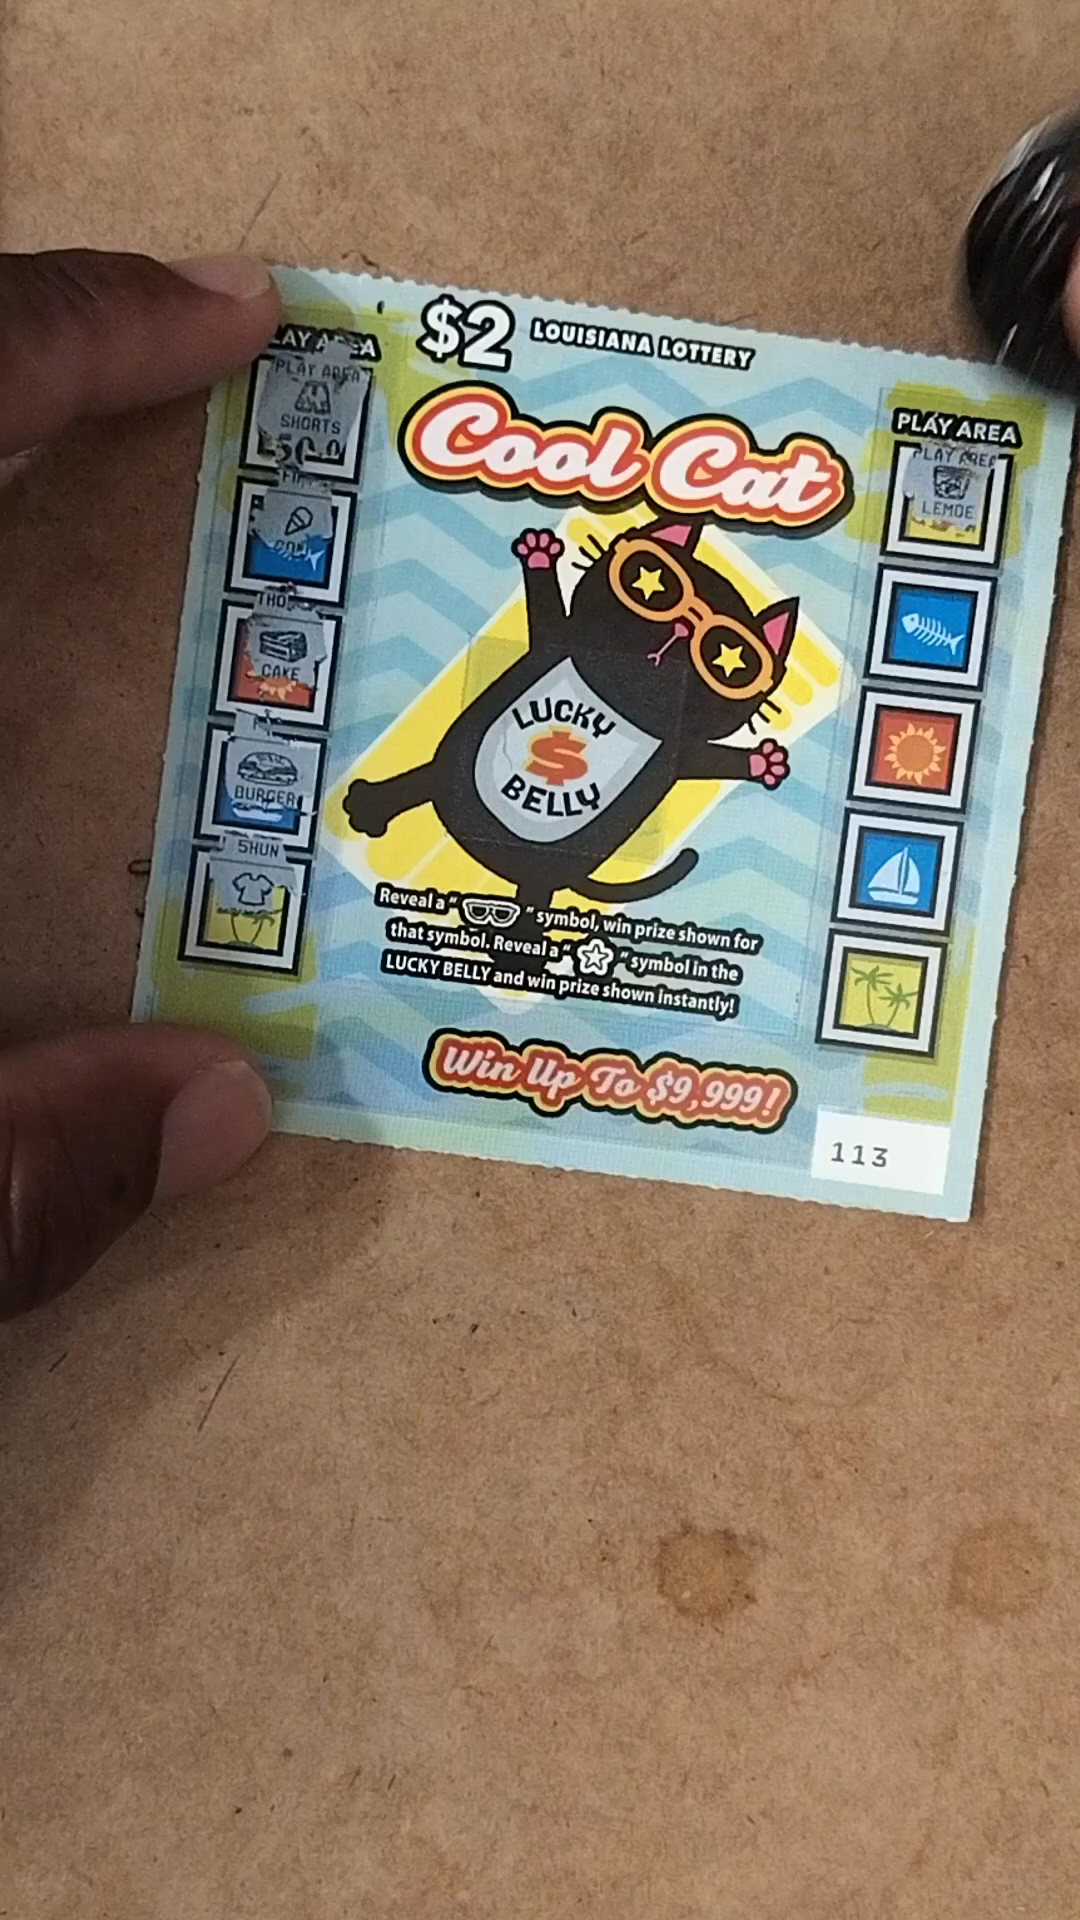 $2 LOUISIANA LOTTERY
PLAY AREA
SHORTS
CAKE
BURGER
5HUN
Cool Cat
LUCKY
$
BELLY
Reveal a “ ” symbol, win prize shown for
that symbol. Reveal a “ ” symbol in the
LUCKY BELLY and win prize shown instantly!
Win Up To $9,999!
PLAY AREA
PLAY AREA
LEMDE
113